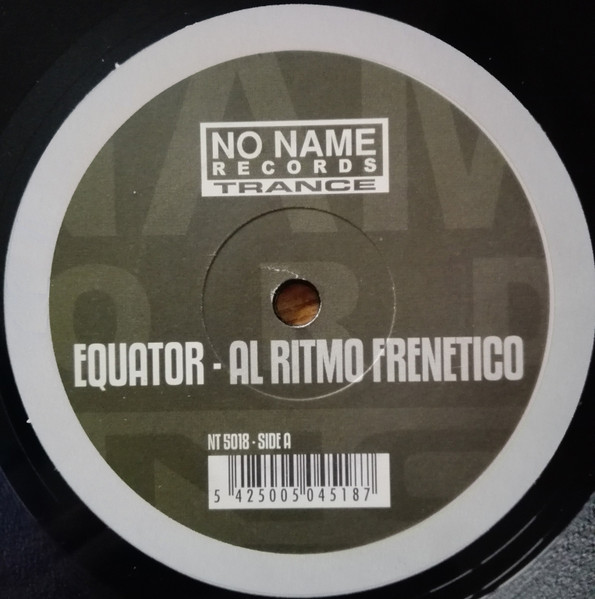 NO NAME
RECORDS
TRANCE
EQUATOR - AL RITMO FRENETICO
NT 5018 - SIDE A
5 425005 045187